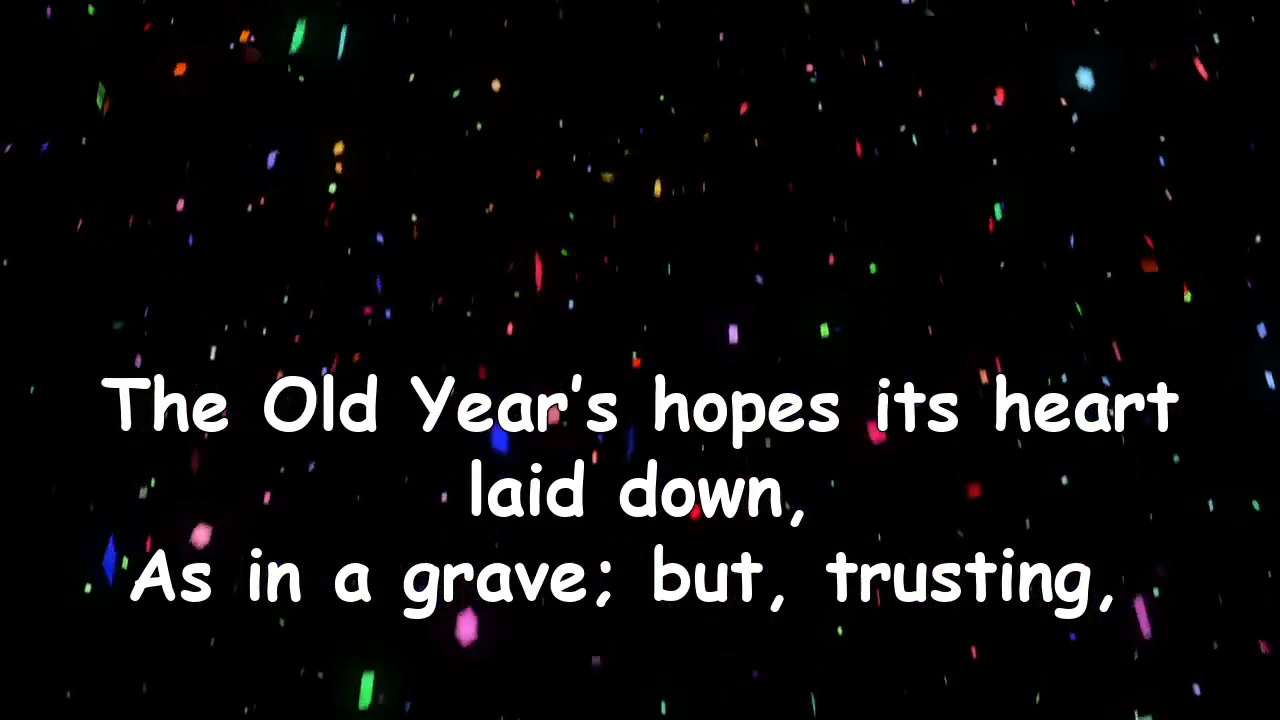 The Old Year’s hopes its heart
laid down,
As in a grave; but, trusting,